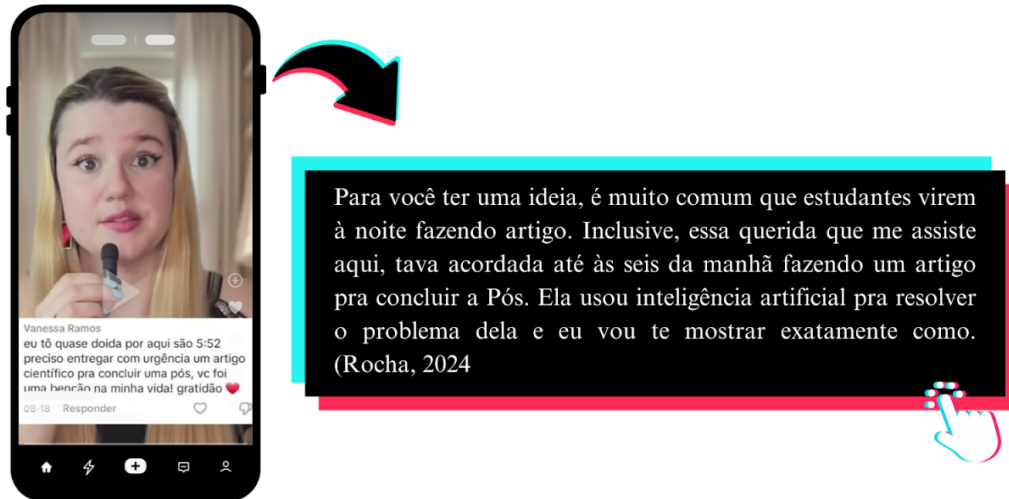 Vanessa Ramos
eu tô quase doida por aqui são 5:52
preciso entregar com urgência um artigo
científico pra concluir uma pós, vc foi
uma bencão na minha vida! gratidão ❤️
08-18 Responder
Para você ter uma ideia, é muito comum que estudantes virem
à noite fazendo artigo. Inclusive, essa querida que me assiste
aqui, tava acordada até às seis da manhã fazendo um artigo
pra concluir a Pós. Ela usou inteligência artificial pra resolver
o problema dela e eu vou te mostrar exatamente como.
(Rocha, 2024